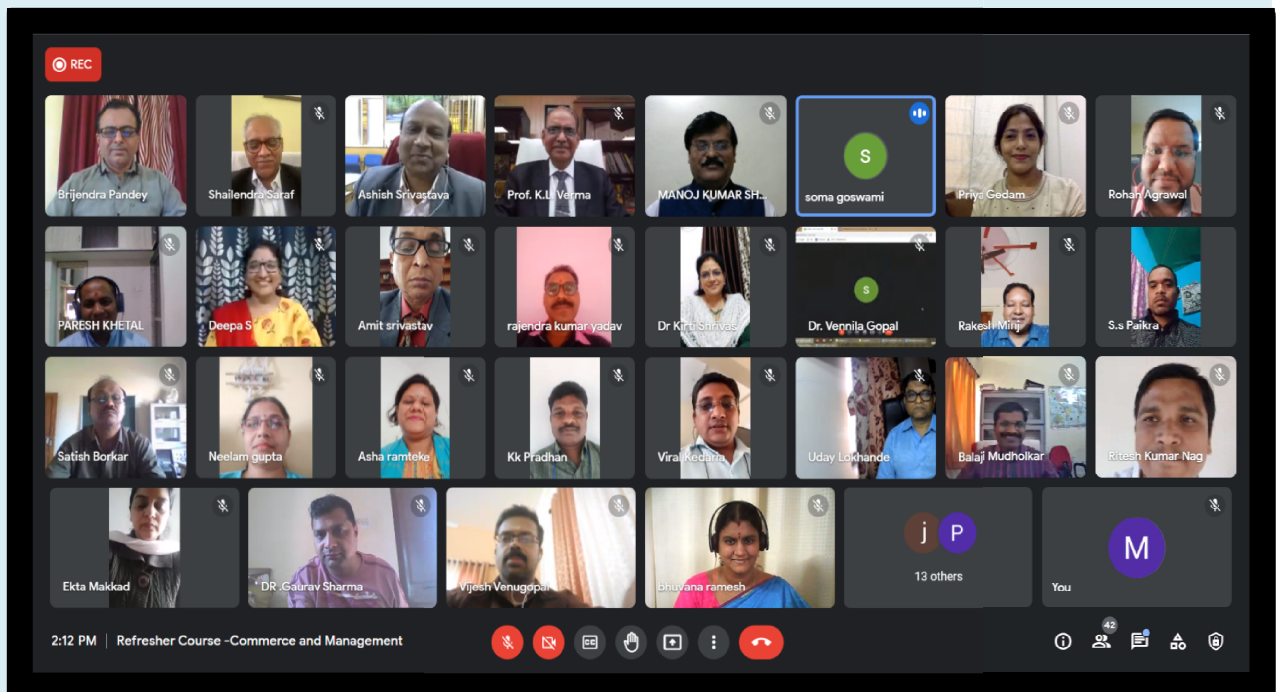 REC
Brijendra Pandey
Shailendra Saraf
Ashish Srivastava
Prof. K.L. Verma
MANOJ KUMAR SH...
S
soma goswami
Priya Gedam
Rohan Agrawal
PARESH KHETAL
Deepa S
Amit srivastav
rajendra kumar yadav
Dr Kirti Shrivas
S
Dr. Vennila Gopal
Rakesh Minj
S.s Paikra
Satish Borkar
Neelam gupta
Asha ramteke
Kk Pradhan
Viral Kedaria
Uday Lokhande
Balaji Mudholkar
Ritesh Kumar Nag
Ekta Makkad
DR .Gaurav Sharma
Vijesh Venugopal
bhuvana ramesh
j P
13 others
M
You
2:12 PM | Refresher Course -Commerce and Management
42